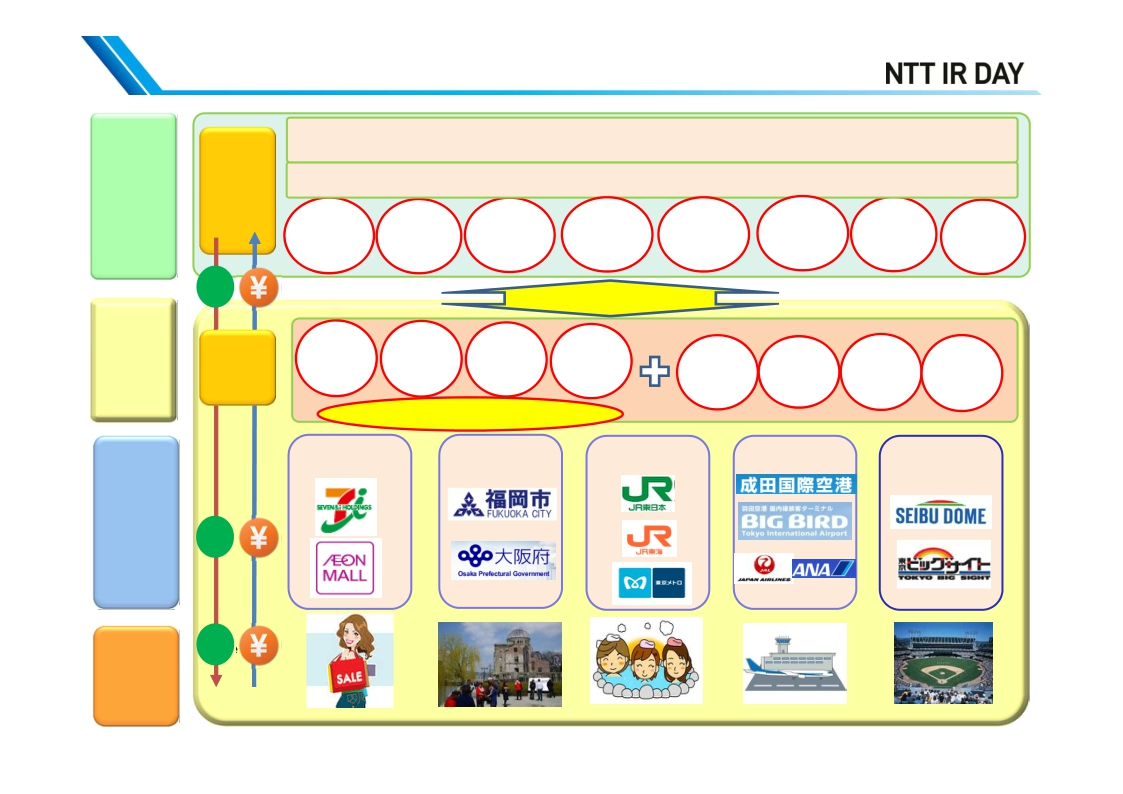 NTT IR DAY
¥
¥
SEVEN & i HOLDINGS
ÆON
MALL
福岡市
FUKUOKA CITY
大阪府
Osaka Prefectural Government
JR
JR東日本
JR
JR東海
東京メトロ
成田国際空港
羽田空港 国内線旅客ターミナル
BIG BIRD
Tokyo International Airport
JAL
JAPAN AIRLINES
ANA
SEIBU DOME
東京ビッグサイト
TOKYO BIG SIGHT
¥
SALE